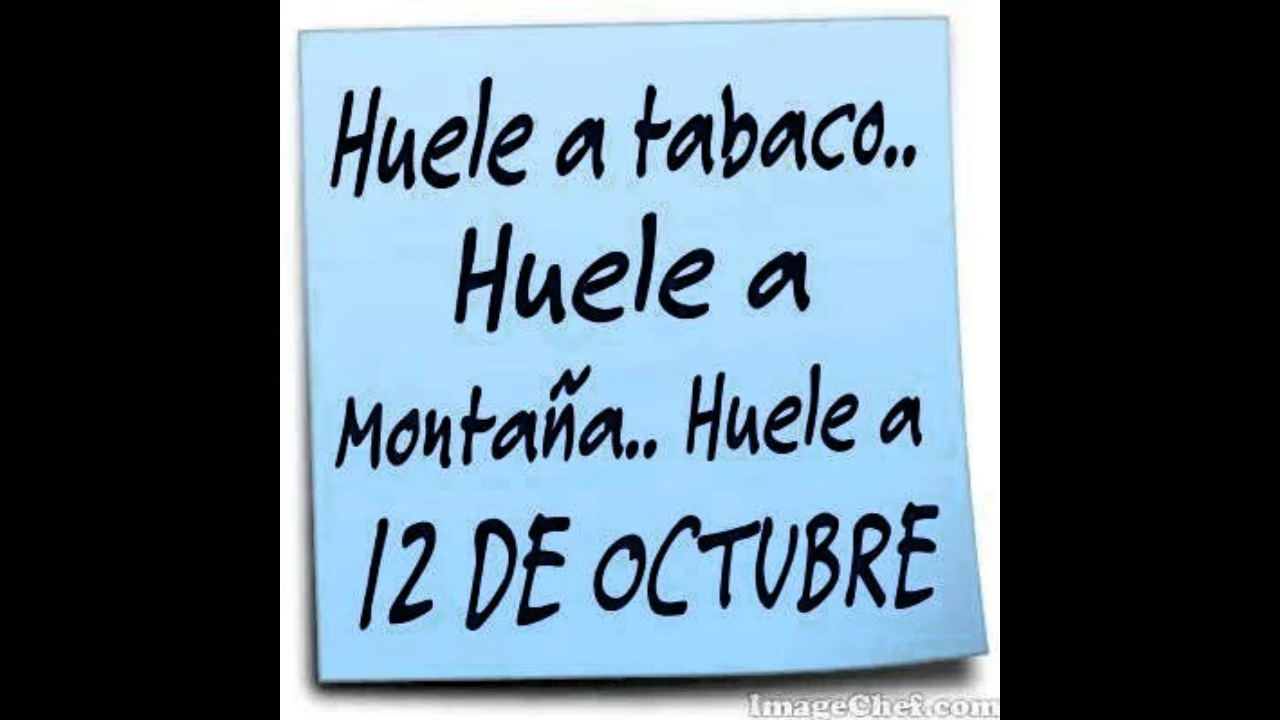 Huele a tabaco..
Huele a
Montaña.. Huele a
12 DE OCTUBRE
ImageChef.com